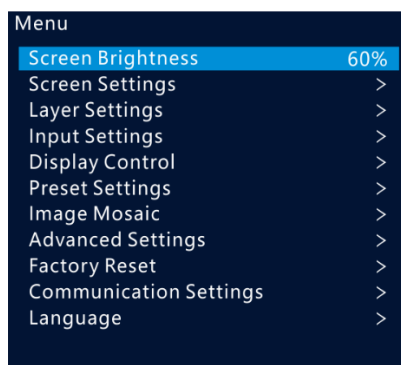 Menu
Screen Brightness 60%
Screen Settings >
Layer Settings >
Input Settings >
Display Control >
Preset Settings >
Image Mosaic >
Advanced Settings >
Factory Reset >
Communication Settings >
Language >